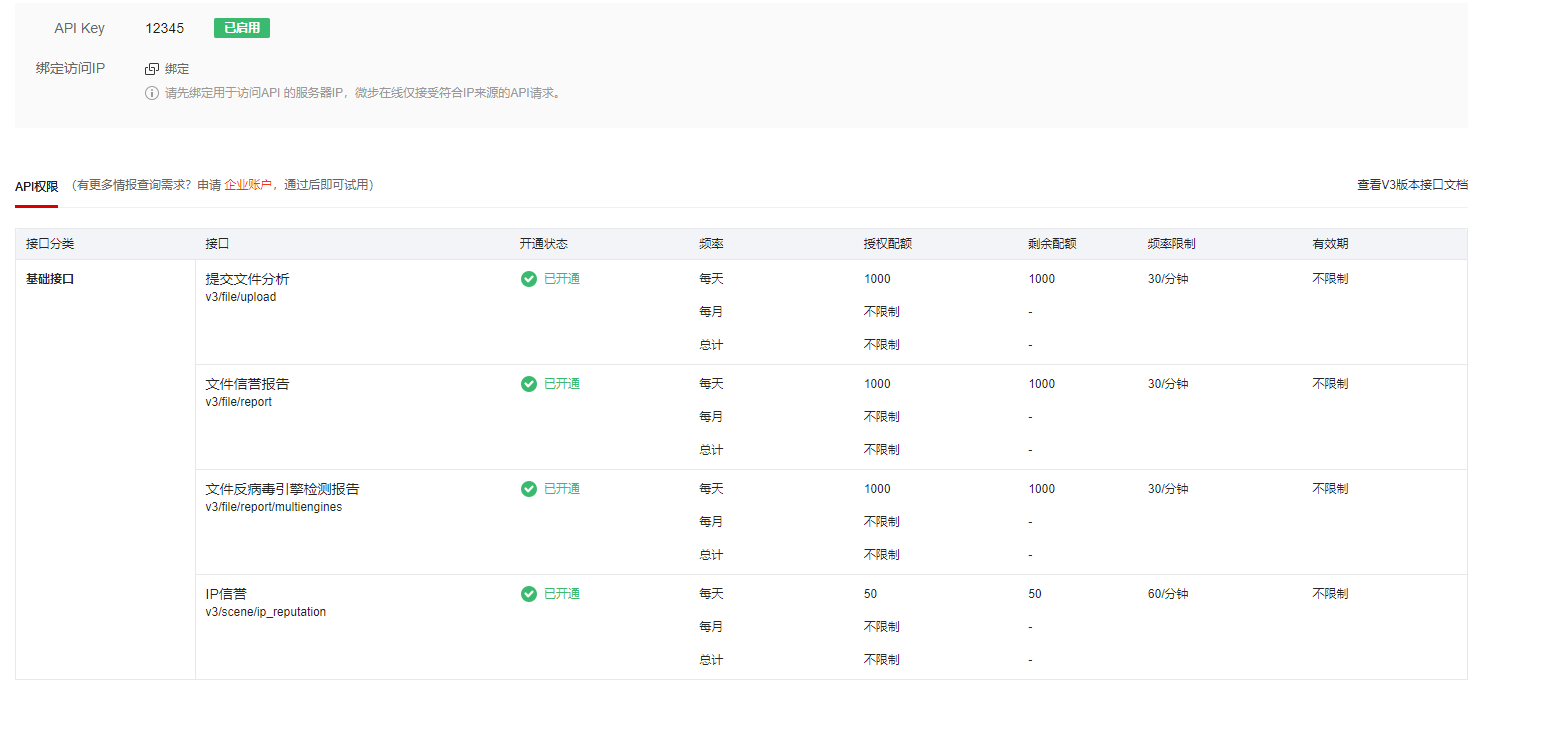 API Key 12345 已启用
绑定访问IP 绑定
请先绑定用于访问API 的服务器IP，微步在线仅接受符合IP来源的API请求。
API权限 （有更多情报查询需求？申请 企业账户，通过后即可试用） 查看V3版本接口文档
接口分类 接口 开通状态 频率 授权配额 剩余配额 频率限制 有效期
基础接口 提交文件分析 已开通 每天 1000 1000 30/分钟 不限制
v3/file/upload
每月 不限制 -
总计 不限制 -
文件信誉报告 已开通 每天 1000 1000 30/分钟 不限制
v3/file/report
每月 不限制 -
总计 不限制 -
文件反病毒引擎检测报告 已开通 每天 1000 1000 30/分钟 不限制
v3/file/report/multiengines
每月 不限制 -
总计 不限制 -
IP信誉 已开通 每天 50 50 60/分钟 不限制
v3/scene/ip_reputation
每月 不限制 -
总计 不限制 -